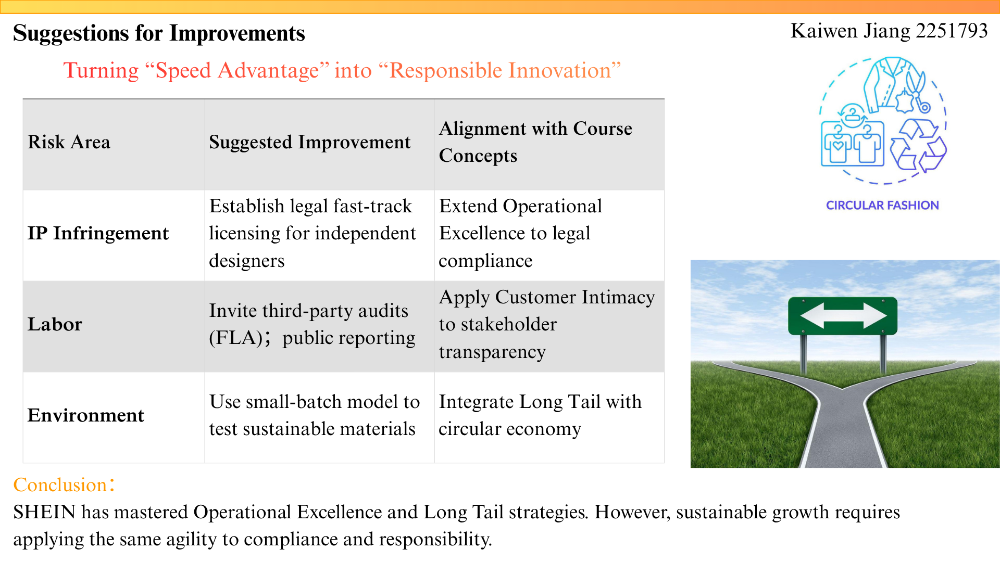 Suggestions for Improvements
Kaiwen Jiang 2251793
Turning “Speed Advantage” into “Responsible Innovation”
Risk Area
Suggested Improvement
Alignment with Course
Concepts
IP Infringement
Establish legal fast-track
licensing for independent
designers
Extend Operational
Excellence to legal
compliance
Labor
Invite third-party audits
(FLA)；public reporting
Apply Customer Intimacy
to stakeholder
transparency
Environment
Use small-batch model to
test sustainable materials
Integrate Long Tail with
circular economy
CIRCULAR FASHION
Conclusion：
SHEIN has mastered Operational Excellence and Long Tail strategies. However, sustainable growth requires
applying the same agility to compliance and responsibility.